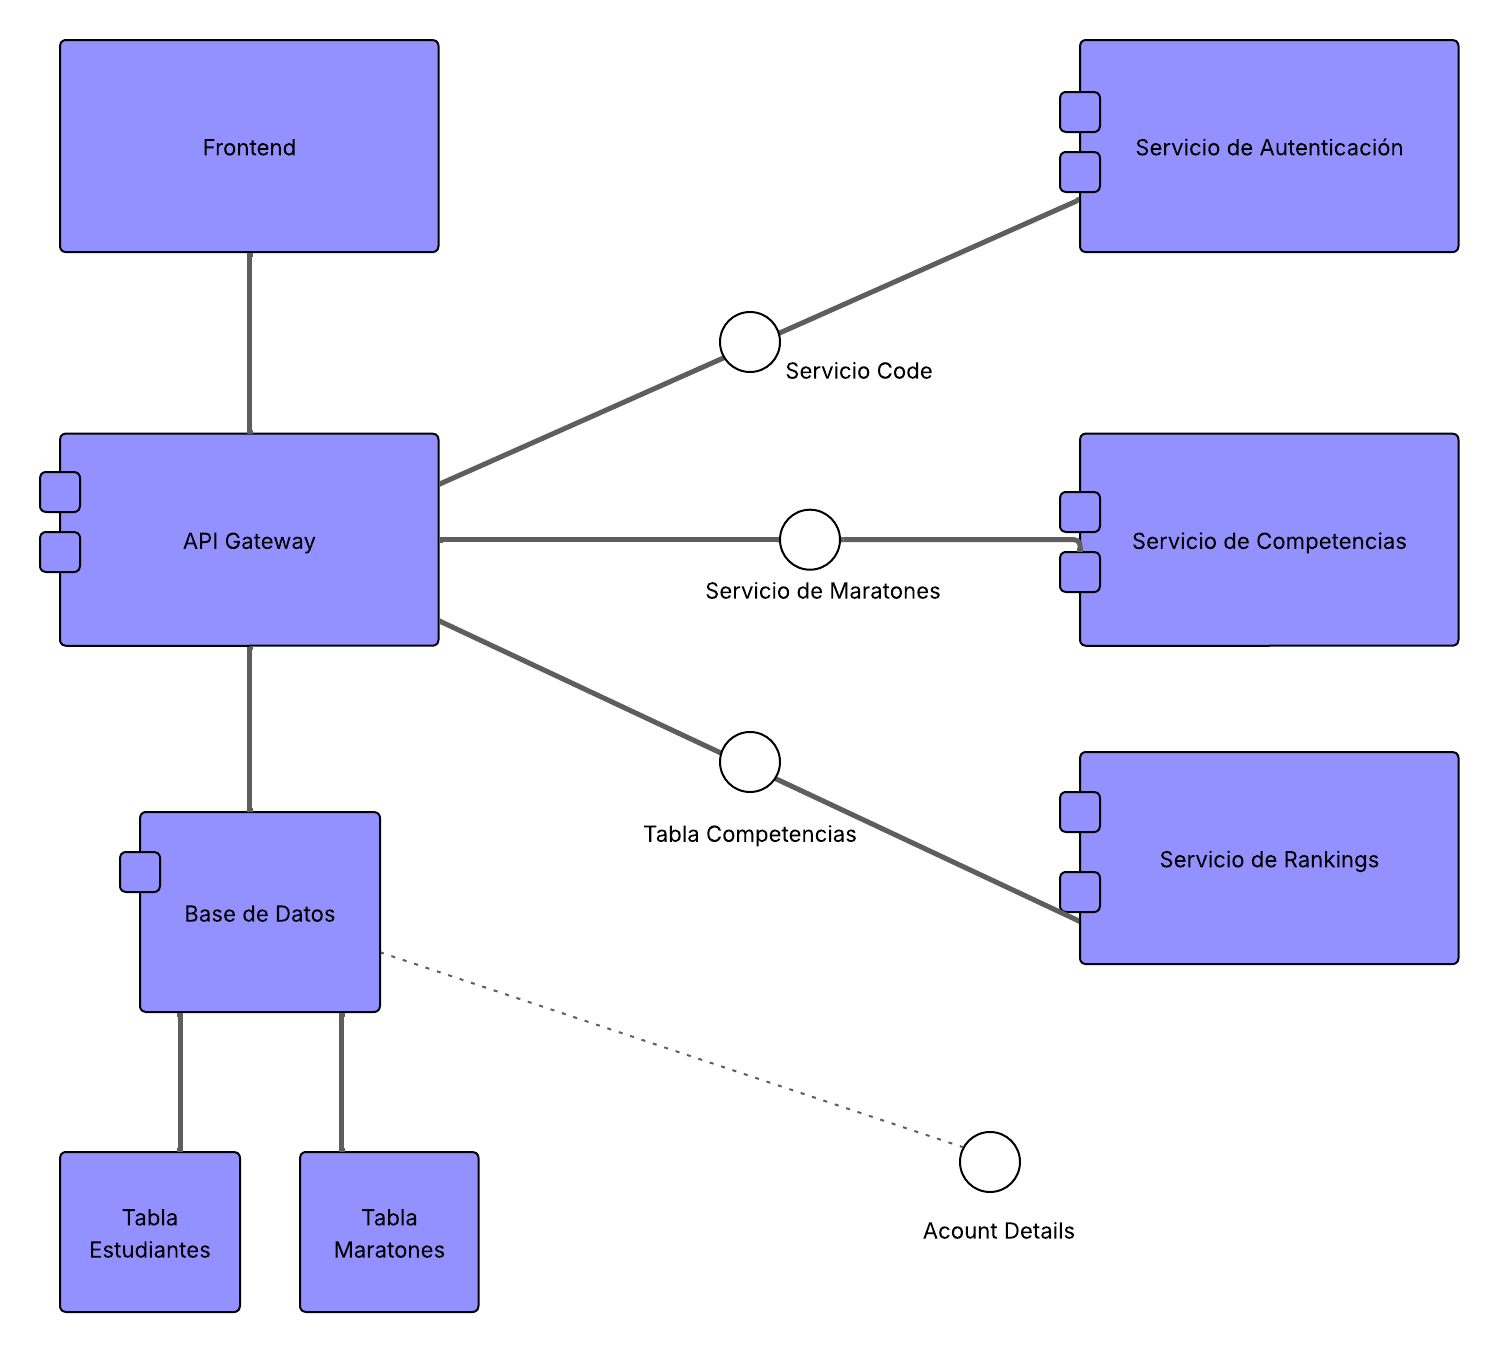 Frontend
Servicio de Autenticación
Servicio Code
API Gateway
Servicio de Competencias
Servicio de Maratones
Tabla Competencias
Servicio de Rankings
Base de Datos
Tabla
Estudiantes
Tabla
Maratones
Acount Details